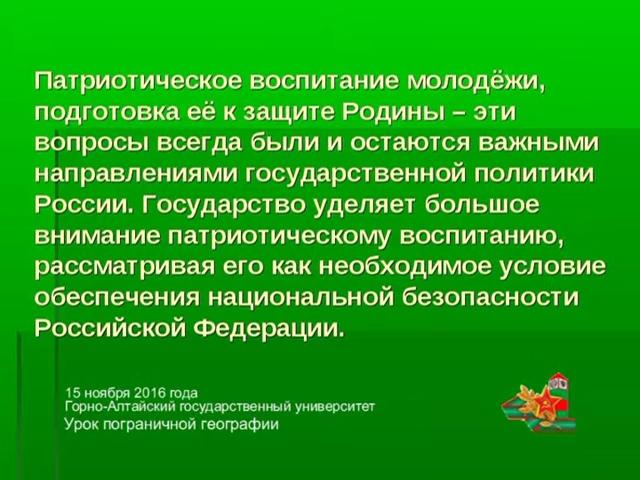 Патриотическое воспитание молодёжи,
подготовка её к защите Родины – эти
вопросы всегда были и остаются важными
направлениями государственной политики
России. Государство уделяет большое
внимание патриотическому воспитанию,
рассматривая его как необходимое условие
обеспечения национальной безопасности
Российской Федерации.
15 ноября 2016 года
Горно-Алтайский государственный университет
Урок пограничной географии